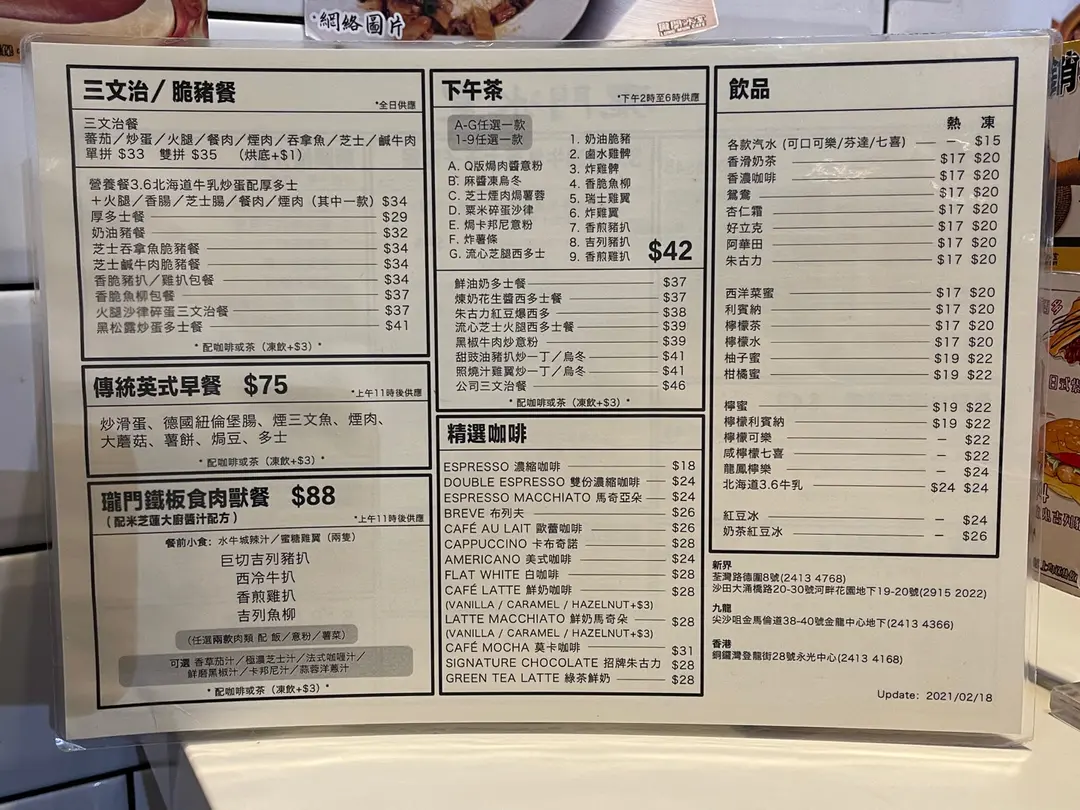 網絡圖片
三文治/脆豬餐
*全日供應
三文治餐
蕃茄/炒蛋/火腿/餐肉/煙肉/吞拿魚/芝士/鹹牛肉
單拼 $33 雙拼 $35 (烘底+$1)
營養餐3.6北海道牛乳炒蛋配厚多士
+火腿/香腸/芝士腸/餐肉/煙肉(其中一款) $34
厚多士餐 $29
奶油豬餐 $32
芝士吞拿魚脆豬餐 $34
芝士鹹牛肉脆豬餐 $34
香脆豬扒/雞扒包餐 $34
香脆魚柳包餐 $37
火腿沙律碎蛋三文治餐 $37
黑松露炒蛋多士餐 $41
*配咖啡或茶(凍飲+$3)*
傳統英式早餐 $75
*上午11時後供應
炒滑蛋、德國紐倫堡腸、煙三文魚、煙肉、
大蘑菇、薯餅、焗豆、多士
*配咖啡或茶(凍飲+$3)*
瓏門鐵板食肉獸餐 $88
(配米芝蓮大廚醬汁配方)
*上午11時後供應
餐前小食: 水牛城辣汁/蜜糖雞翼(兩隻)
巨切吉列豬扒
西冷牛扒
香煎雞扒
吉列魚柳
(任選兩款肉類 配 飯/意粉/薯菜)
可選 香草茄汁/極濃芝士汁/法式咖喱汁/
鮮磨黑椒汁/卡邦尼汁/蒜蓉洋蔥汁
*配咖啡或茶(凍飲+$3)*
下午茶
*下午2時至6時供應
A-G任選一款
1-9任選一款
A. Q版焗肉醬意粉
B. 麻醬凍烏冬
C. 芝士煙肉焗薯蓉
D. 粟米碎蛋沙律
E. 焗卡邦尼意粉
F. 炸薯條
G. 流心芝腿西多士
1. 奶油脆豬
2. 鹵水雞髀
3. 炸雞髀
4. 香脆魚柳
5. 瑞士雞翼
6. 炸雞翼
7. 香煎豬扒
8. 吉列豬扒
9. 香煎雞扒
$42
鮮油奶多士餐 $37
煉奶花生醬西多士餐 $37
朱古力紅豆爆西多 $38
流心芝士火腿西多士餐 $39
黑椒牛肉炒意粉 $39
甜豉油豬扒炒一丁/烏冬 $41
照燒汁雞翼炒一丁/烏冬 $41
公司三文治餐 $46
*配咖啡或茶(凍飲+$3)*
精選咖啡
ESPRESSO 濃縮咖啡 $18
DOUBLE ESPRESSO 雙份濃縮咖啡 $24
ESPRESSO MACCHIATO 馬奇亞朵 $24
BREVE 布列夫 $26
CAFÉ AU LAIT 歐蕾咖啡 $26
CAPPUCCINO 卡布奇諾 $28
AMERICANO 美式咖啡 $24
FLAT WHITE 白咖啡 $28
CAFÉ LATTE 鮮奶咖啡 $28
(VANILLA / CARAMEL / HAZELNUT+$3)
LATTE MACCHIATO 鮮奶馬奇朵 $28
(VANILLA / CARAMEL / HAZELNUT+$3)
CAFÉ MOCHA 莫卡咖啡 $31
SIGNATURE CHOCOLATE 招牌朱古力 $28
GREEN TEA LATTE 綠茶鮮奶 $28
飲品
熱 凍
各款汽水 (可口可樂/芬達/七喜) – $15
香滑奶茶 $17 $20
香濃咖啡 $17 $20
鴛鴦 $17 $20
杏仁霜 $17 $20
好立克 $17 $20
阿華田 $17 $20
朱古力 $17 $20
西洋菜蜜 $17 $20
利賓納 $17 $20
檸檬茶 $17 $20
檸檬水 $17 $20
柚子蜜 $19 $22
柑橘蜜 $19 $22
檸蜜 $19 $22
檸檬利賓納 $19 $22
檸檬可樂 – $22
咸檸檬七喜 – $22
龍鳳檸樂 – $24
北海道3.6牛乳 $24 $24
紅豆冰 – $24
奶茶紅豆冰 – $26
新界
荃灣路德圍8號(2413 4768)
沙田大涌橋路20-30號河畔花園地下19-20號(2915 2022)
九龍
尖沙咀金馬倫道38-40號金龍中心地下(2413 4366)
香港
銅鑼灣登龍街28號永光中心(2413 4168)
Update: 2021/02/18